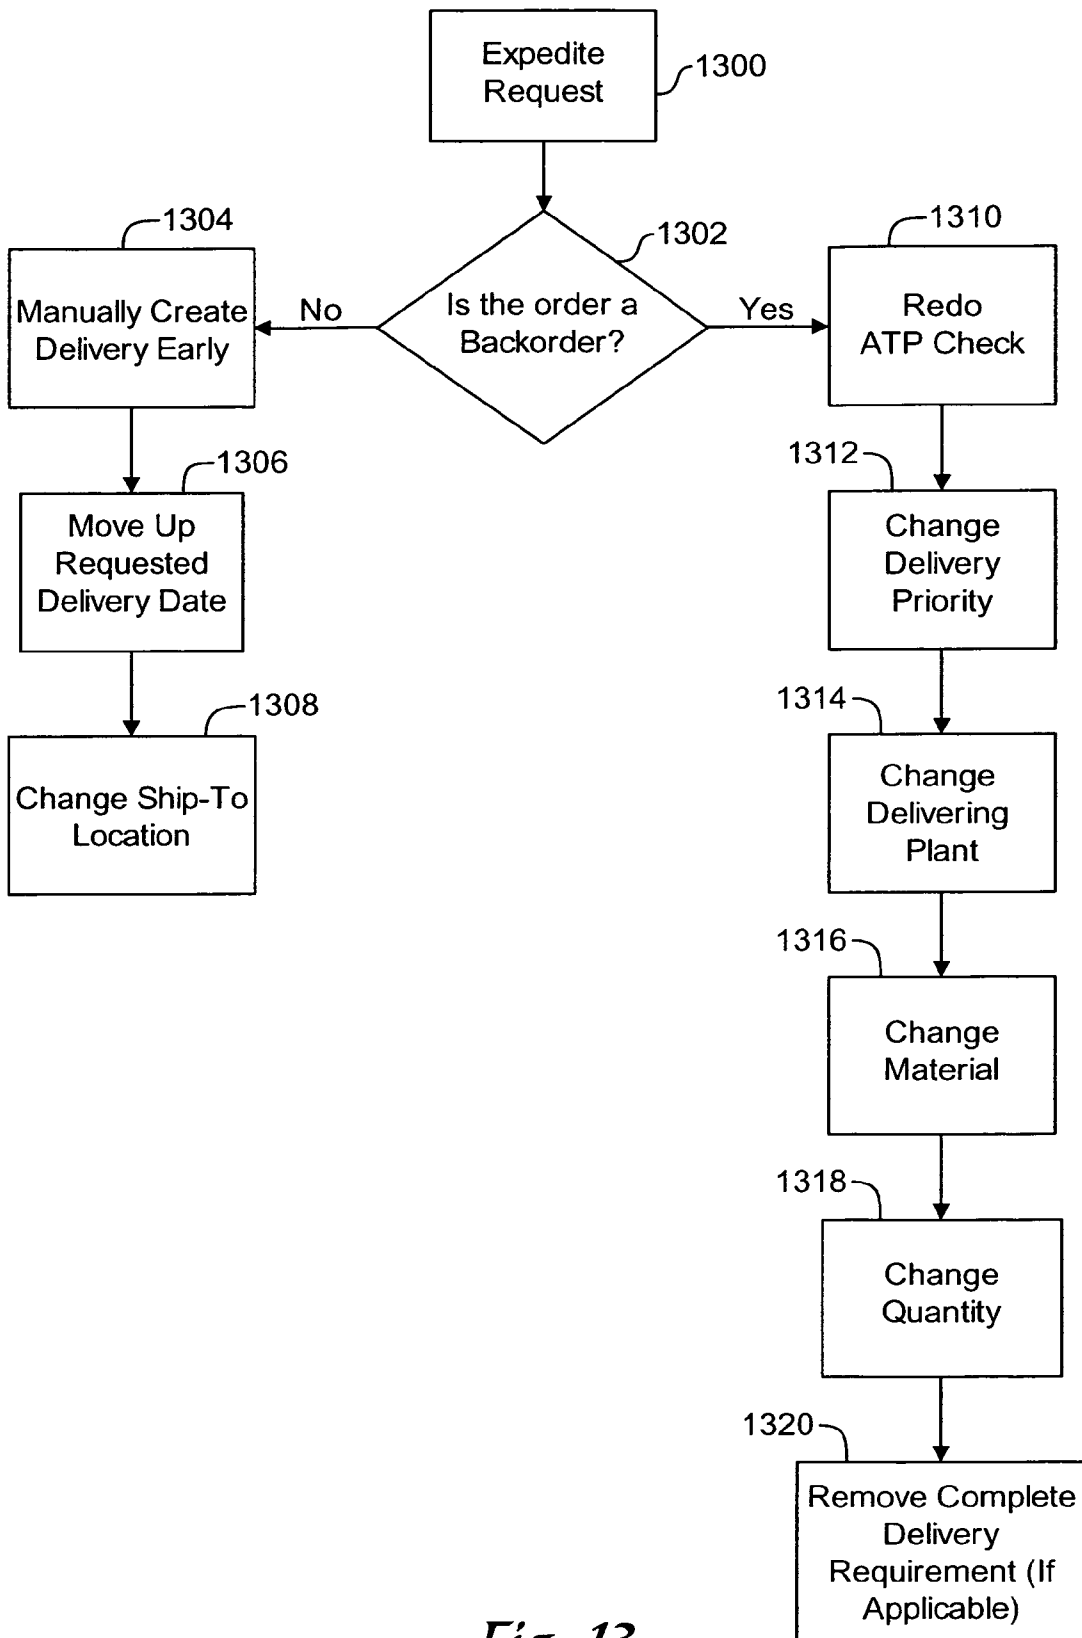 Expedite
Request
1300
Is the order a
Backorder?
1302
No
Yes
1304
Manually Create
Delivery Early
1306
Move Up
Requested
Delivery Date
1308
Change Ship-To
Location
1310
Redo
ATP Check
1312
Change
Delivery
Priority
1314
Change
Delivering
Plant
1316
Change
Material
1318
Change
Quantity
1320
Remove Complete
Delivery
Requirement (If
Applicable)
Fig. 13